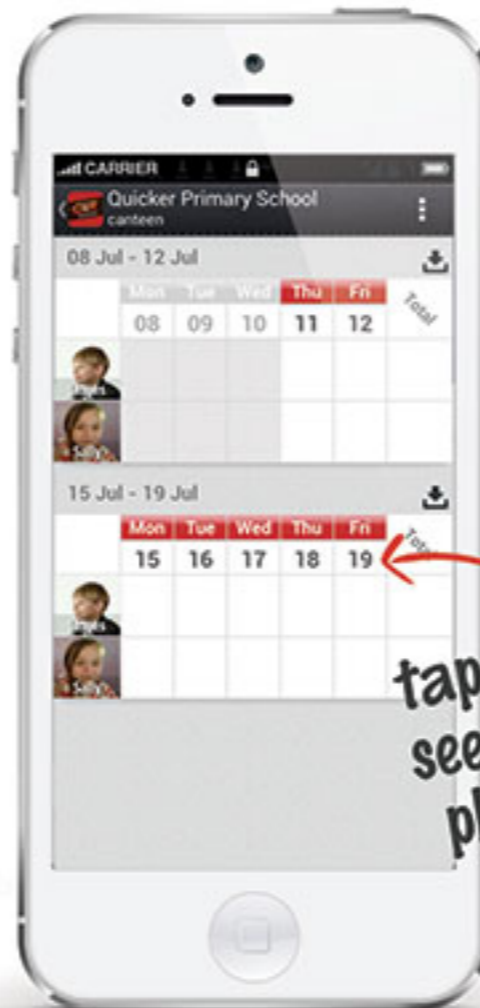 CARRIER
Quicker Primary School
canteen
08 Jul - 12 Jul
Mon Tue Wed Thu Fri Total
08 09 10 11 12
Sally
15 Jul - 19 Jul
Mon Tue Wed Thu Fri Total
15 16 17 18 19
Sally
tap
see
pl